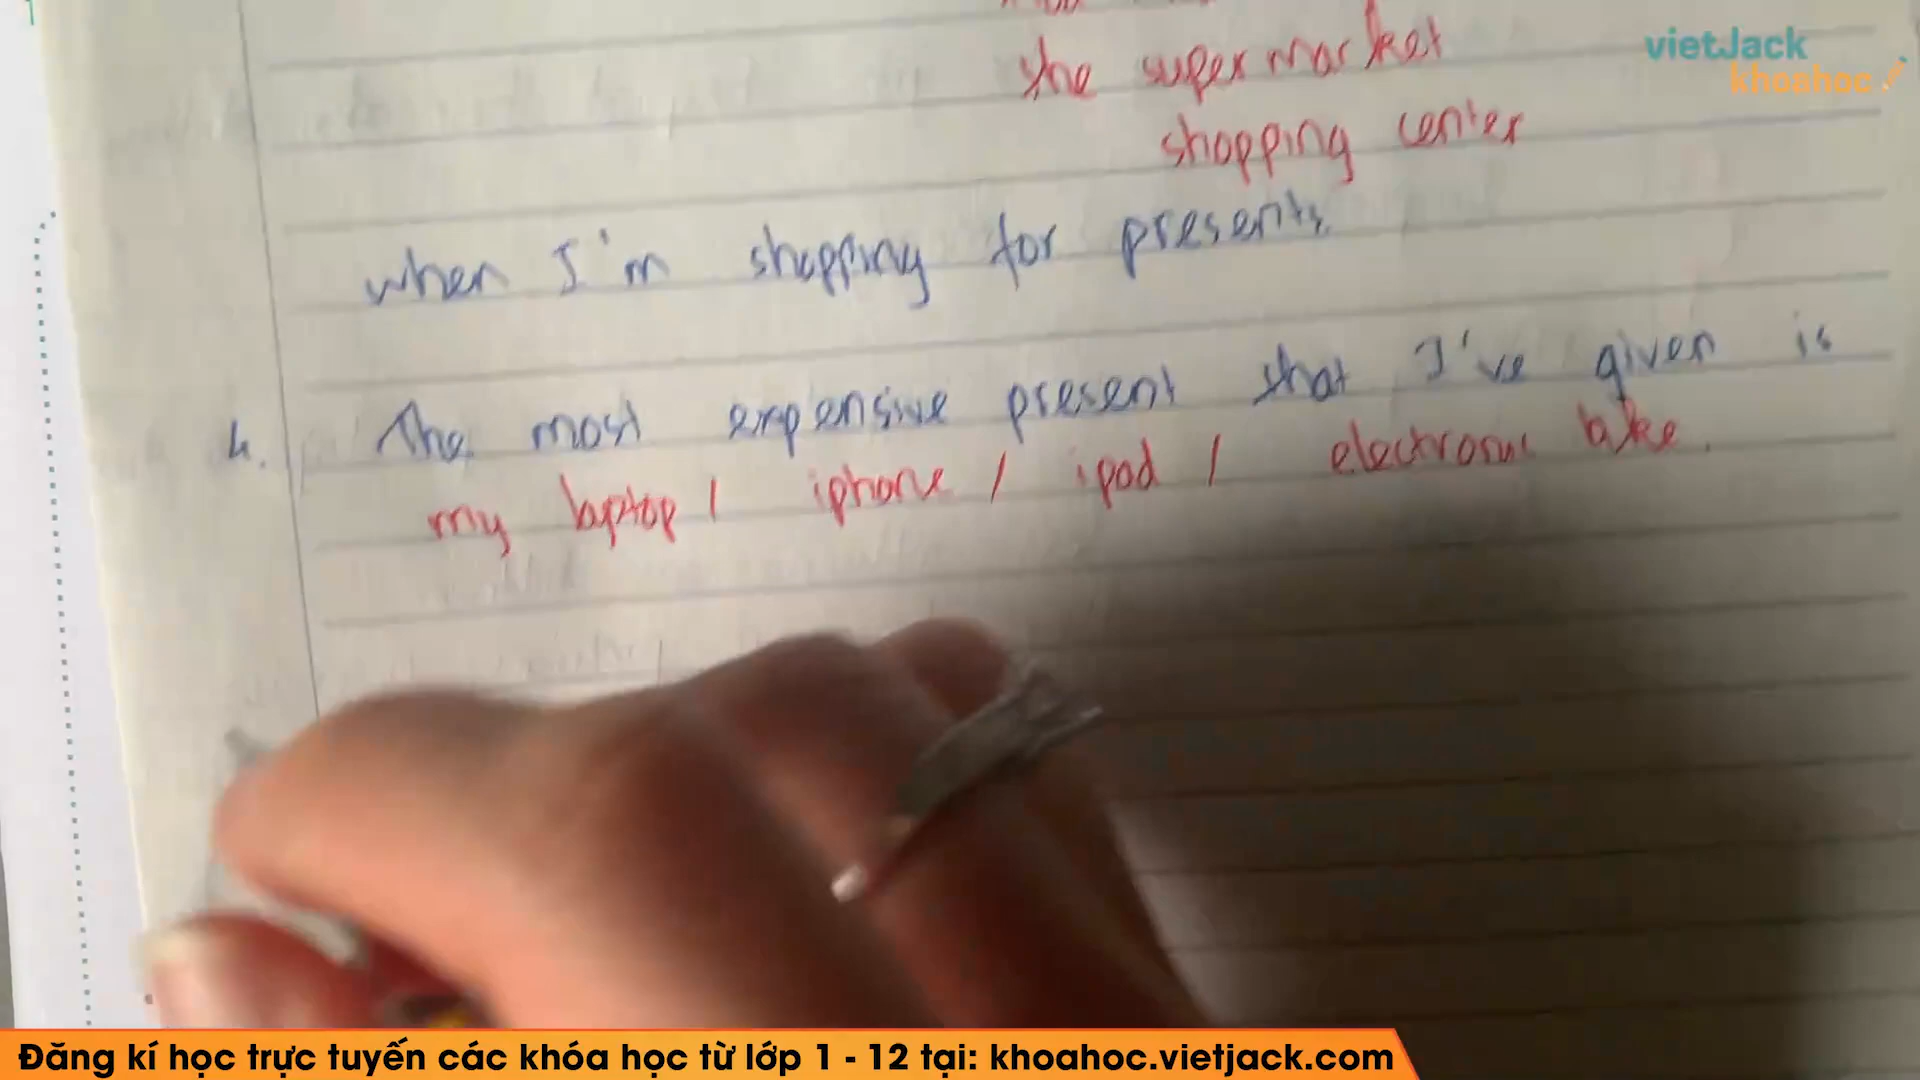 vietJack
khoahoc
the supermarket
shopping center
when I'm shopping for presents.
4. The most expensive present that I've given is
my laptop / iphone / ipad / electronic bike.
Đăng kí học trực tuyến các khóa học từ lớp 1 - 12 tại: khoahoc.vietjack.com